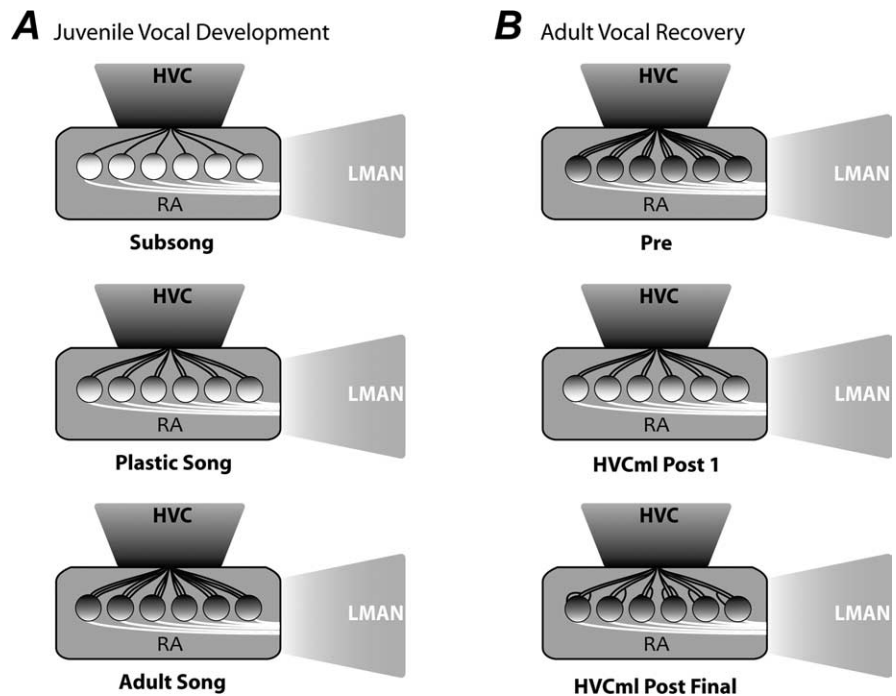 A Juvenile Vocal Development
HVC
LMAN
RA
Subsong
HVC
LMAN
RA
Plastic Song
HVC
LMAN
RA
Adult Song
B Adult Vocal Recovery
HVC
LMAN
RA
Pre
HVC
LMAN
RA
HVCml Post 1
HVC
LMAN
RA
HVCml Post Final